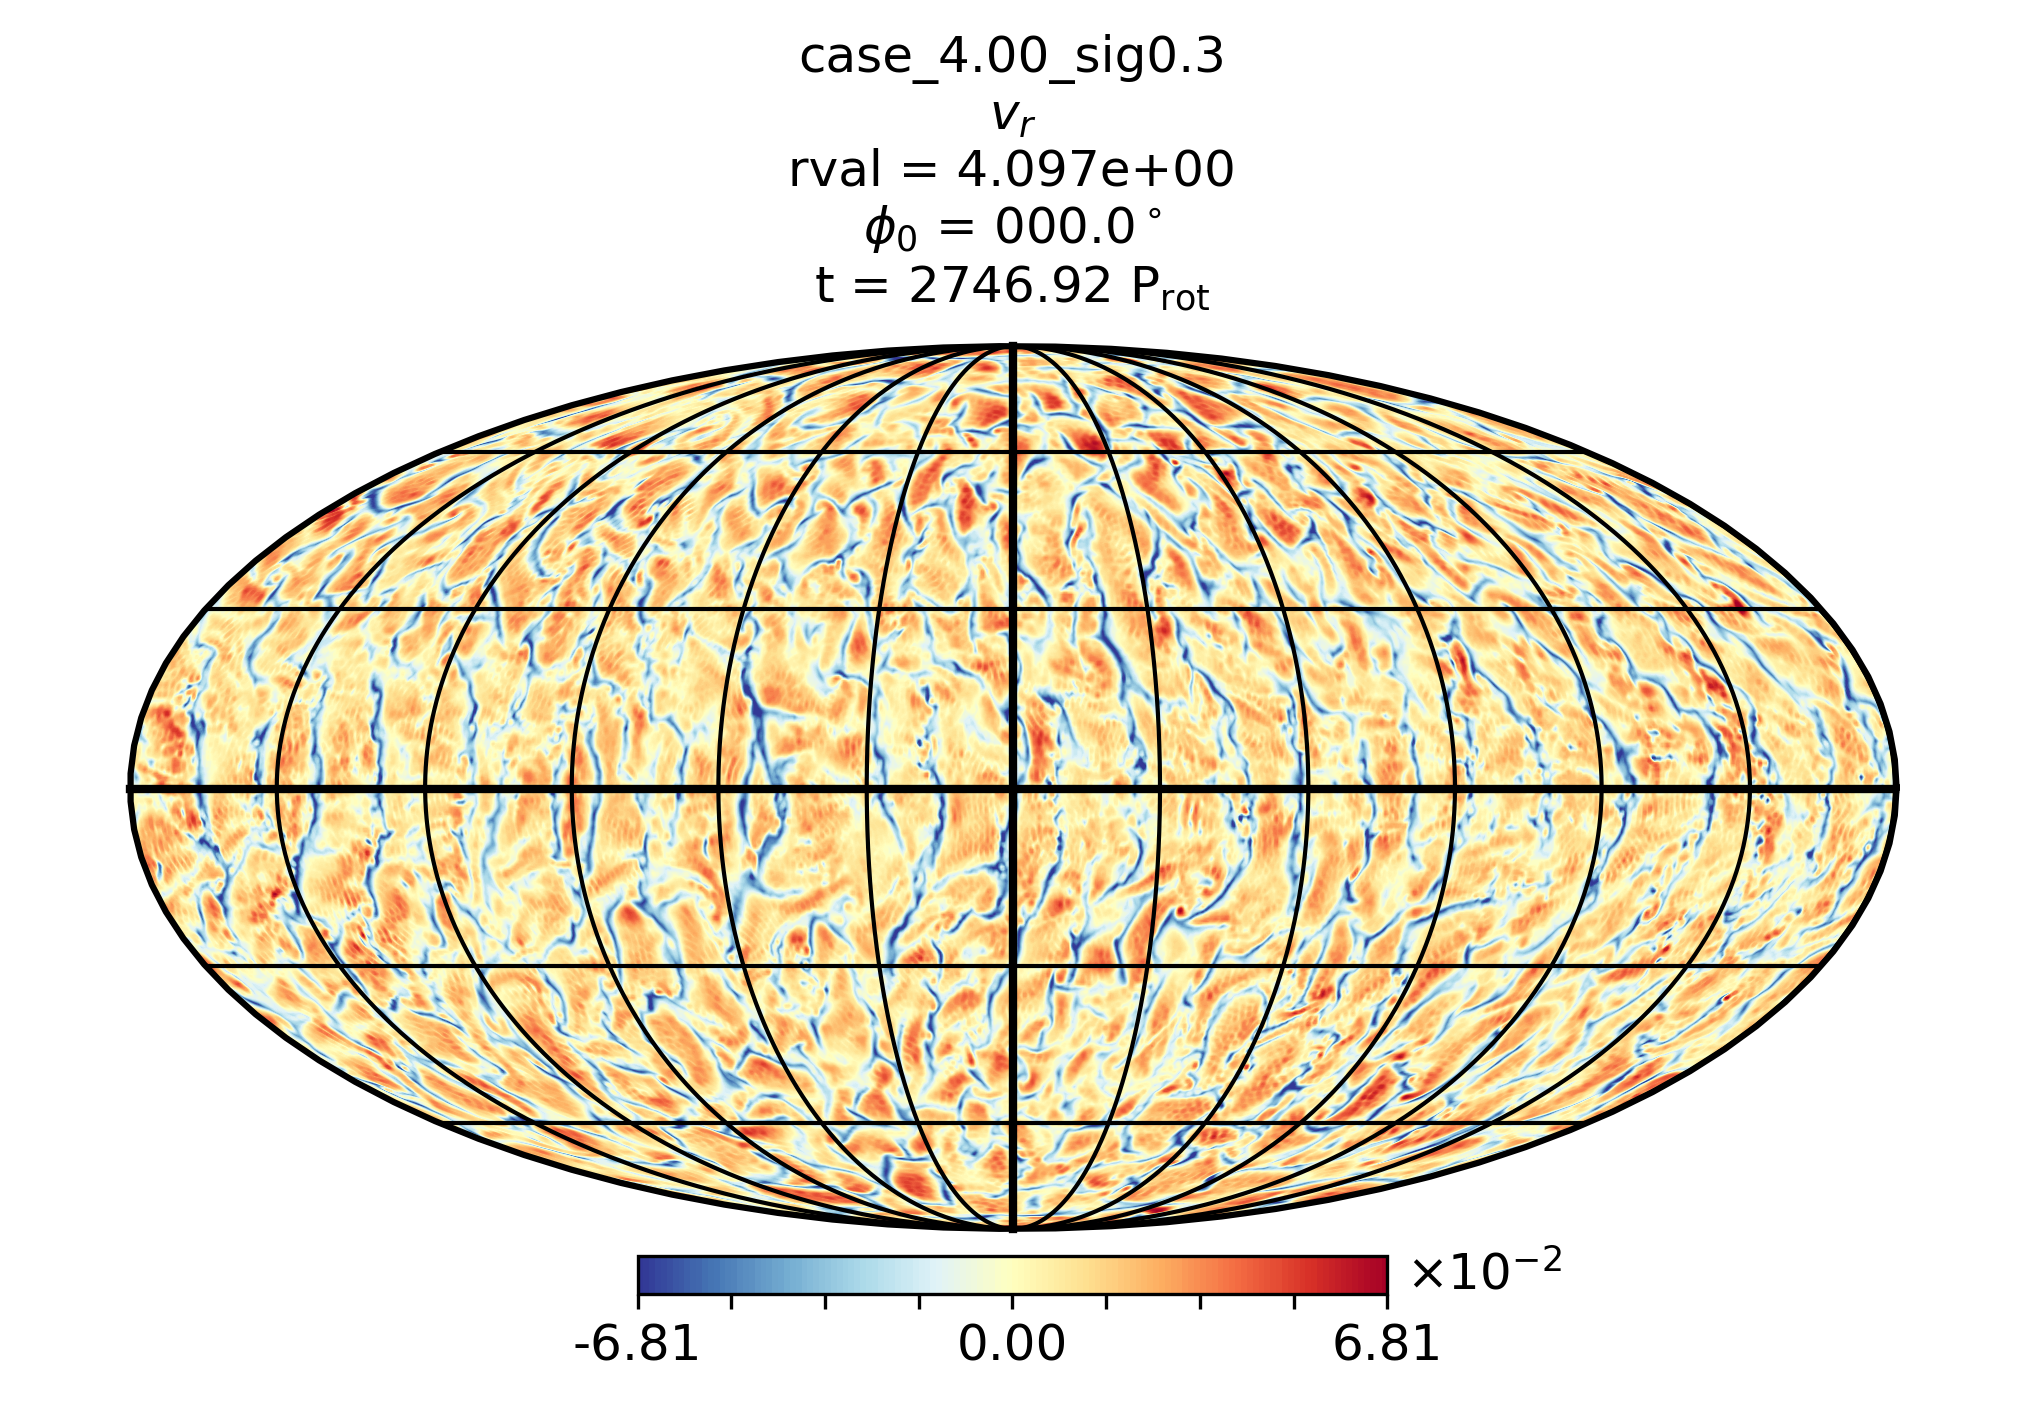 case_4.00_sig0.3
v_r
rval = 4.097e+00
ϕ_0 = 000.0°
t = 2746.92 P_rot
×10^−2
-6.81 0.00 6.81